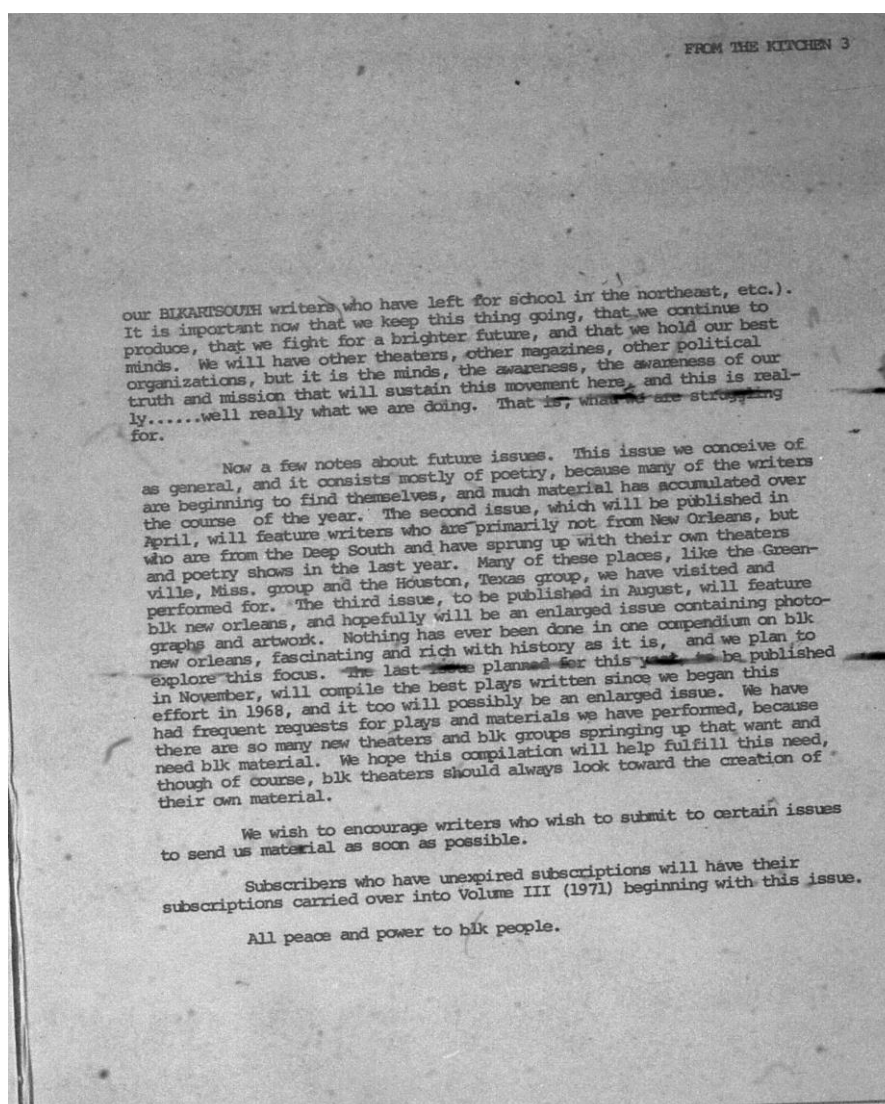 FROM THE KITCHEN 3
our BLKARTSOUTH writers who have left for school in the northeast, etc.).
It is important now that we keep this thing going, that we continue to
produce, that we fight for a brighter future, and that we hold our best
minds. We will have other theaters, other magazines, other political
organizations, but it is the minds, the awareness, the awareness of our
truth and mission that will sustain this movement here, and this is real-
ly......well really what we are doing. That is, what we are struggling
for.
Now a few notes about future issues. This issue we conceive of
as general, and it consists mostly of poetry, because many of the writers
are beginning to find themselves, and much material has accumulated over
the course of the year. The second issue, which will be published in
April, will feature writers who are primarily not from New Orleans, but
who are from the Deep South and have sprung up with their own theaters
and poetry shows in the last year. Many of these places, like the Green-
ville, Miss. group and the Houston, Texas group, we have visited and
performed for. The third issue, to be published in August, will feature
blk new orleans, and hopefully will be an enlarged issue containing photo-
graphs and artwork. Nothing has ever been done in one compendium on blk
new orleans, fascinating and rich with history as it is, and we plan to
explore this focus. The last issue planned for this year to be published
in November, will compile the best plays written since we began this
effort in 1968, and it too will possibly be an enlarged issue. We have
had frequent requests for plays and materials we have performed, because
there are so many new theaters and blk groups springing up that want and
need blk material. We hope this compilation will help fulfill this need,
though of course, blk theaters should always look toward the creation of
their own material.
We wish to encourage writers who wish to submit to certain issues
to send us material as soon as possible.
Subscribers who have unexpired subscriptions will have their
subscriptions carried over into Volume III (1971) beginning with this issue.
All peace and power to blk people.